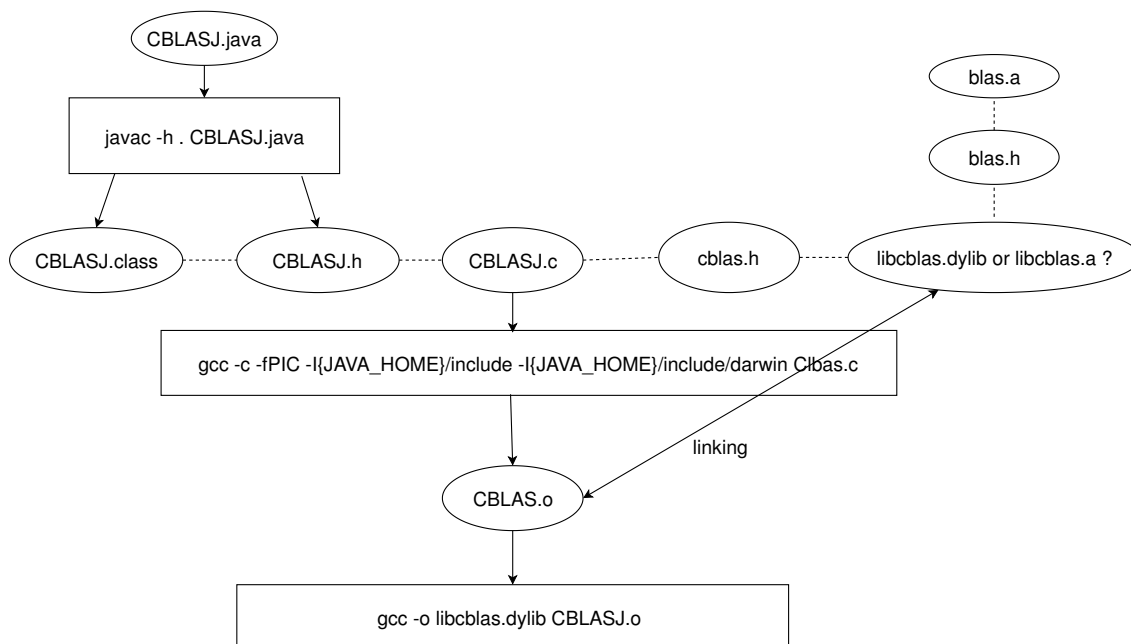 CBLASJ.java
blas.a
javac -h . CBLASJ.java
blas.h
CBLASJ.class
CBLASJ.h
CBLASJ.c
cblas.h
libcblas.dylib or libcblas.a ?
gcc -c -fPIC -I{JAVA_HOME}/include -I{JAVA_HOME}/include/darwin Clbas.c
linking
CBLAS.o
gcc -o libcblas.dylib CBLASJ.o